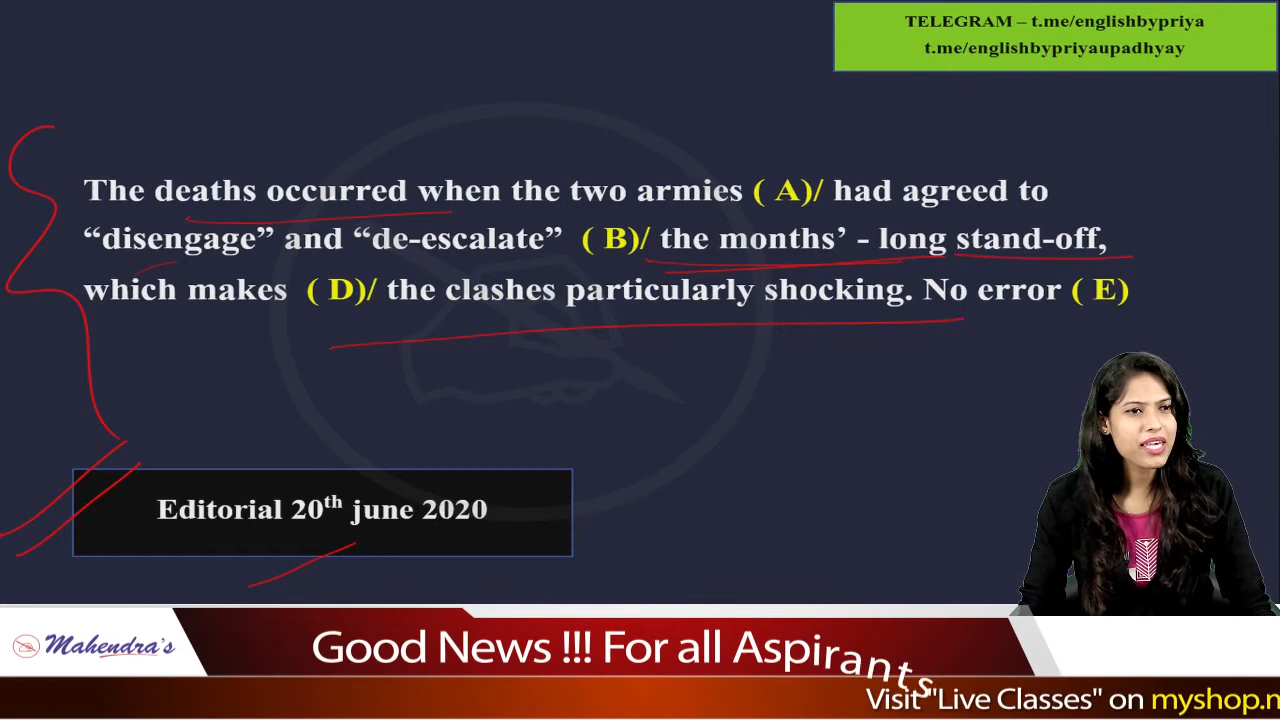 TELEGRAM – t.me/englishbypriya
t.me/englishbypriyaupadhyay
The deaths occurred when the two armies ( A)/ had agreed to
“disengage” and “de-escalate” ( B)/ the months’ - long stand-off,
which makes ( D)/ the clashes particularly shocking. No error ( E)
Editorial 20th june 2020
Mahendra's
Good News !!! For all Aspirants
Visit "Live Classes" on myshop.